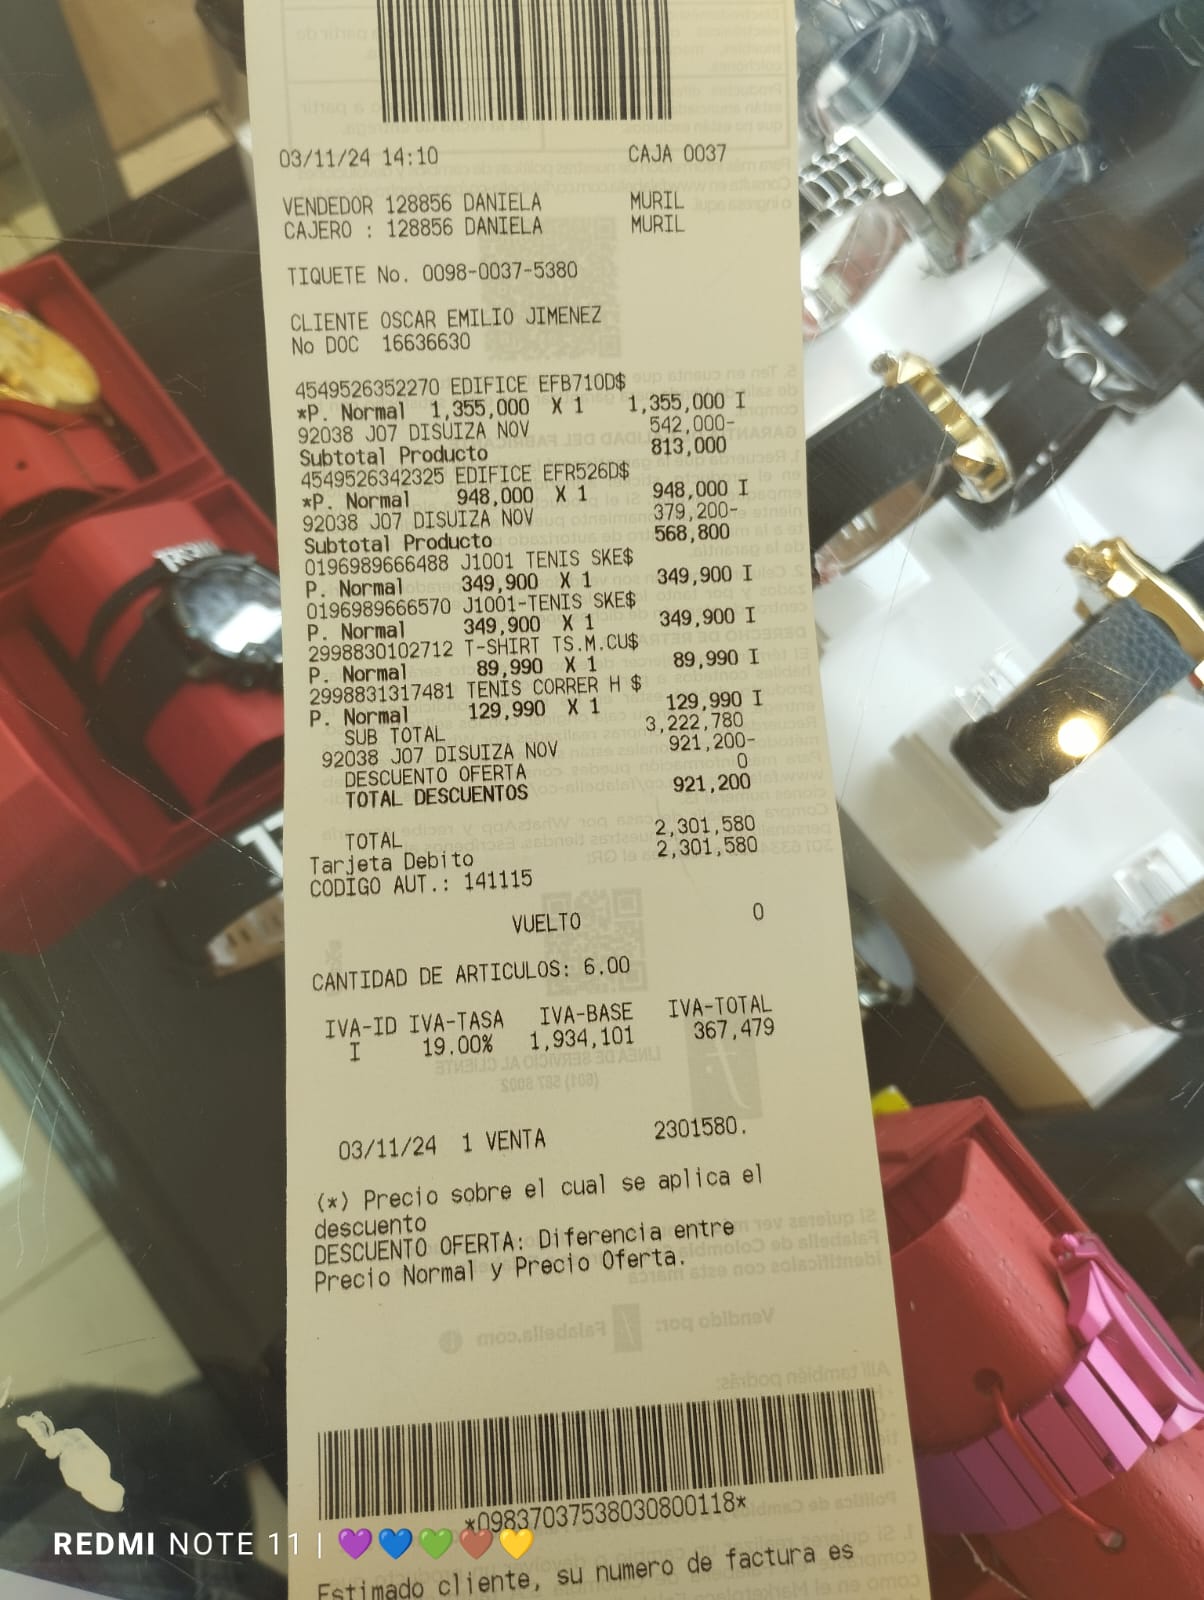 03/11/24 14:10 CAJA 0037
VENDEDOR 128856 DANIELA MURIL
CAJERO : 128856 DANIELA MURIL
TIQUETE No. 0098-0037-5380
CLIENTE OSCAR EMILIO JIMENEZ
No DOC 16636630
4549526352270 EDIFICE EFB710D$
*P. Normal 1,355,000 X 1 1,355,000 I
92038 J07 DISUIZA NOV 542,000-
Subtotal Producto 813,000
4549526342325 EDIFICE EFR526D$
*P. Normal 948,000 X 1 948,000 I
92038 J07 DISUIZA NOV 379,200-
Subtotal Producto 568,800
0196989666488 J1001 TENIS SKE$
P. Normal 349,900 X 1 349,900 I
0196989666570 J1001-TENIS SKE$
P. Normal 349,900 X 1 349,900 I
2998830102712 T-SHIRT TS.M.CU$
P. Normal 89,990 X 1 89,990 I
2998831317481 TENIS CORRER H $
P. Normal 129,990 X 1 129,990 I
SUB TOTAL 3,222,780
92038 J07 DISUIZA NOV 921,200-
DESCUENTO OFERTA 0
TOTAL DESCUENTOS 921,200
TOTAL 2,301,580
Tarjeta Debito 2,301,580
CODIGO AUT.: 141115
VUELTO 0
CANTIDAD DE ARTICULOS: 6.00
IVA-ID IVA-TASA IVA-BASE IVA-TOTAL
I 19.00% 1,934,101 367,479
03/11/24 1 VENTA 2301580.
(*) Precio sobre el cual se aplica el
descuento
DESCUENTO OFERTA: Diferencia entre
Precio Normal y Precio Oferta.
*09837037538030800118*
Estimado cliente, su numero de factura es
REDMI NOTE 11 |